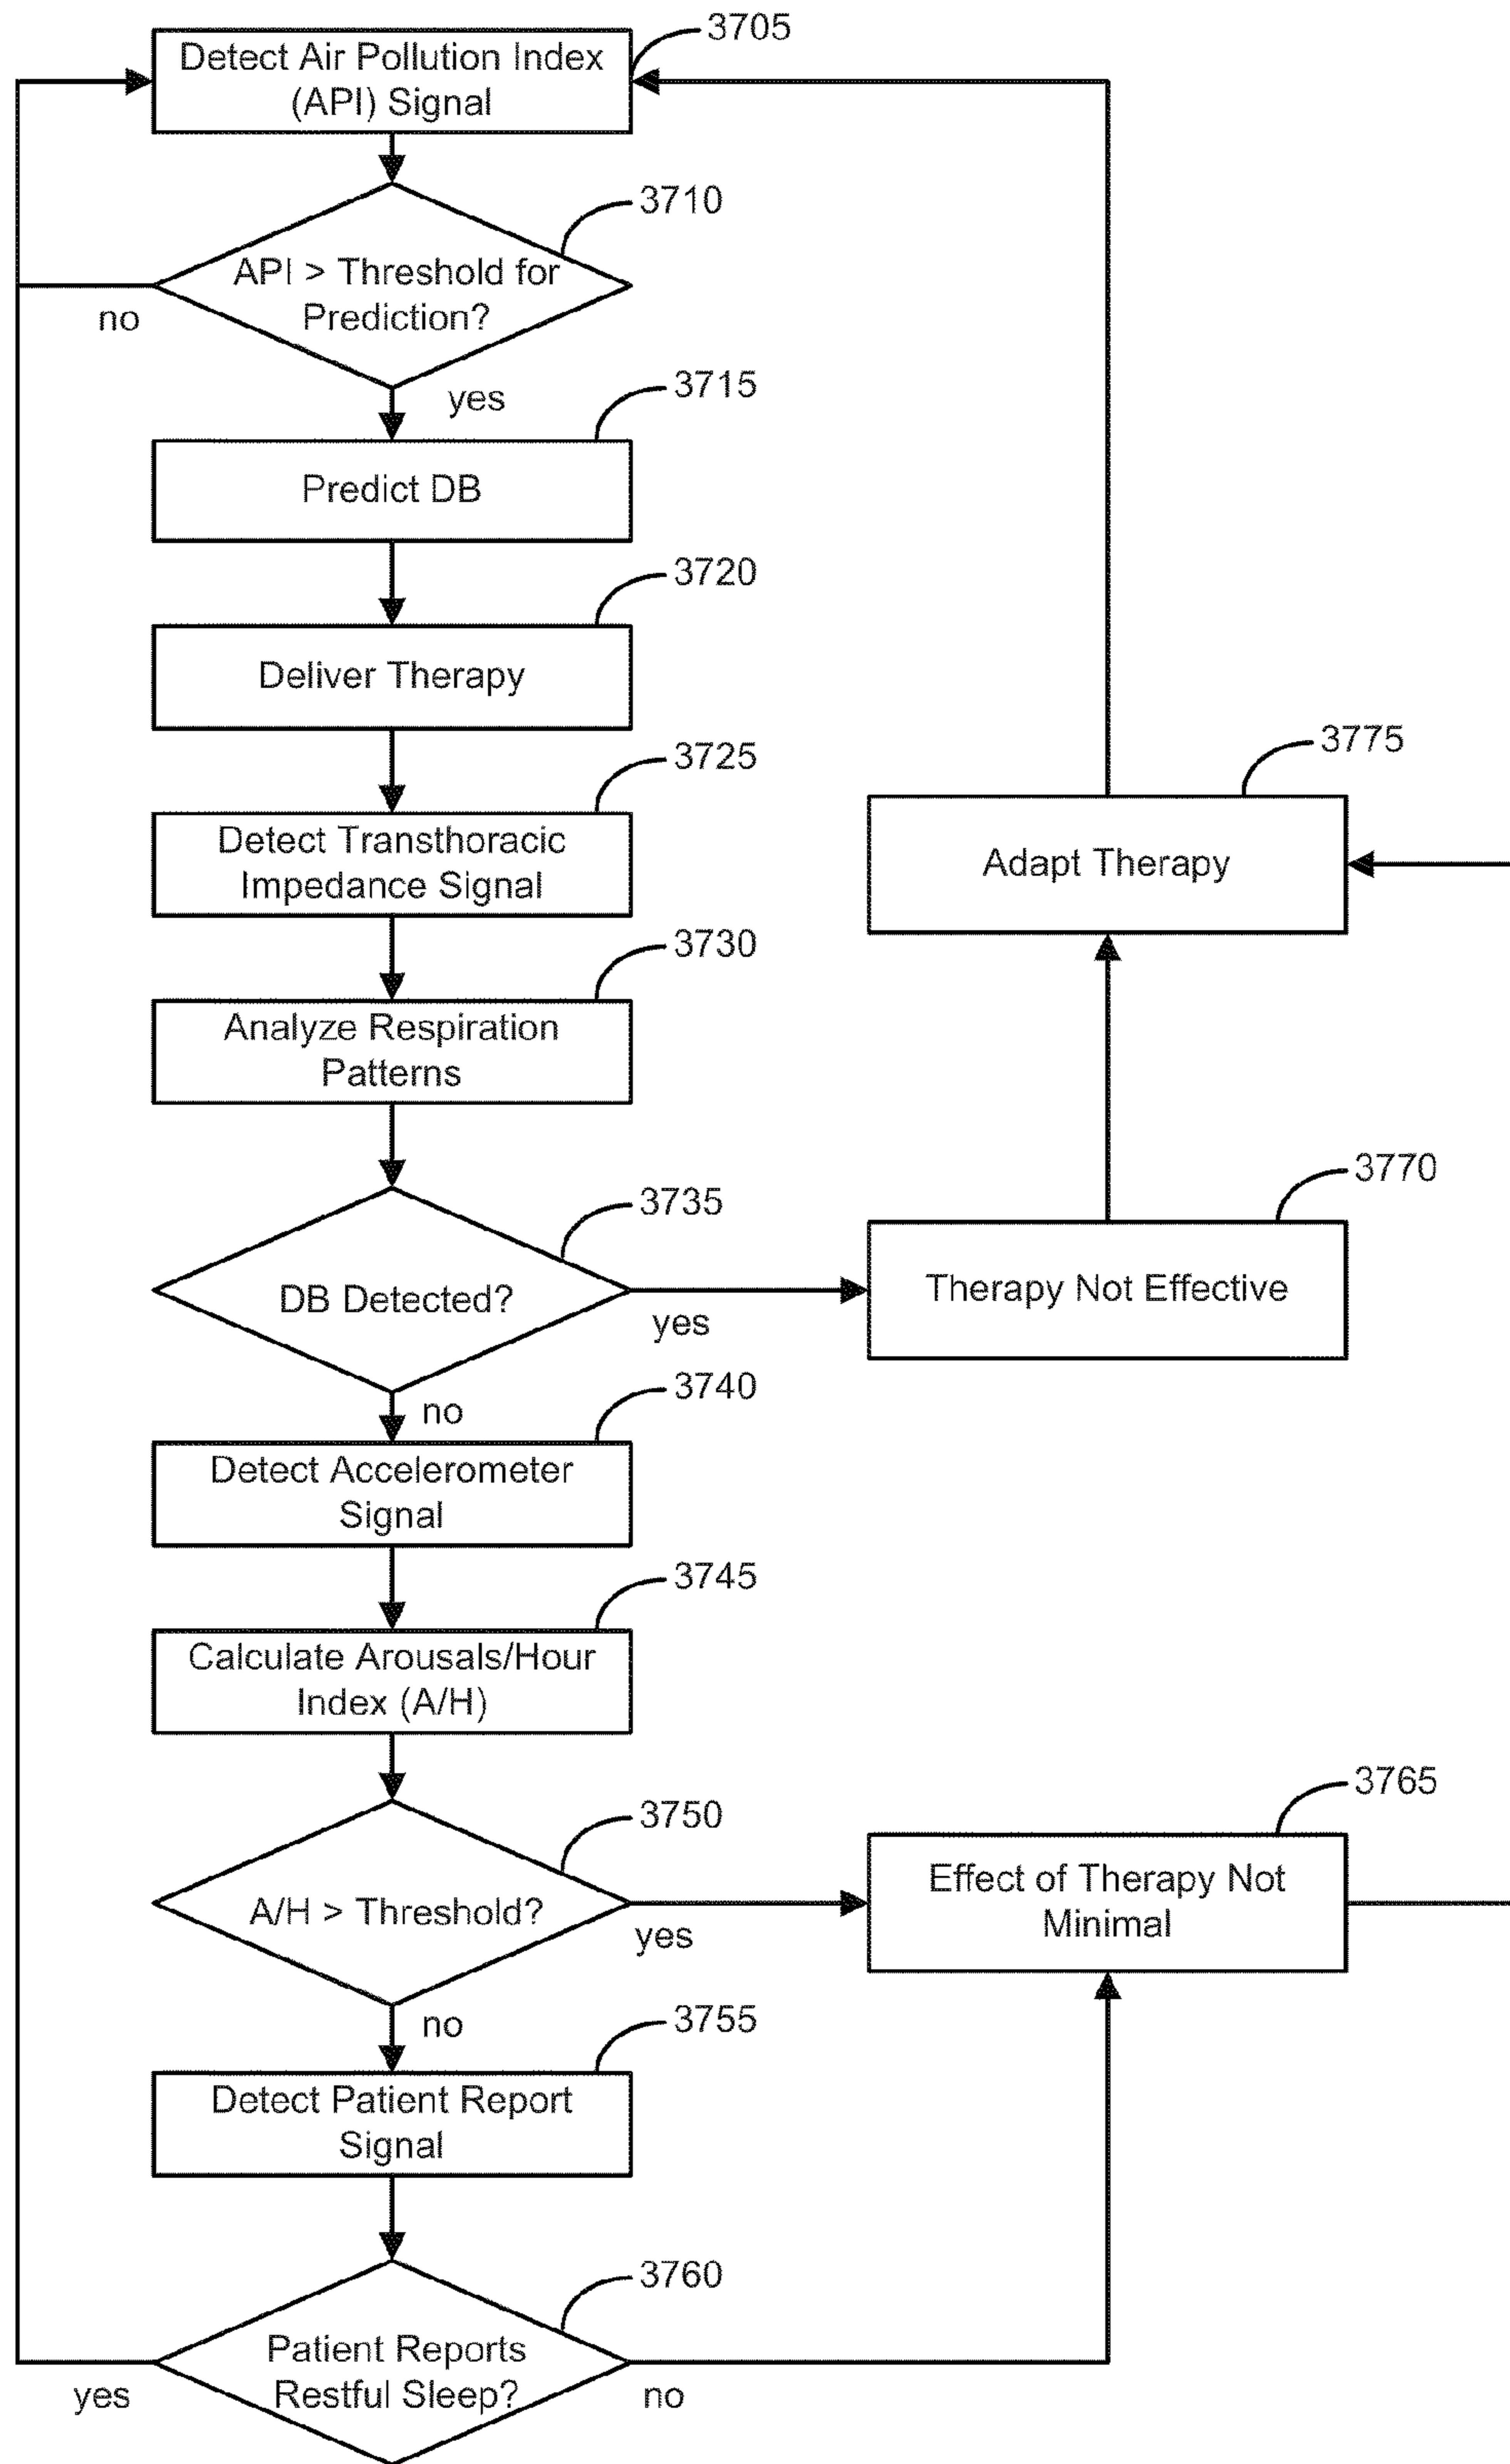 3705
Detect Air Pollution Index
(API) Signal
3710
API > Threshold for
Prediction?
no
yes
3715
Predict DB
3720
Deliver Therapy
3725
Detect Transthoracic
Impedance Signal
3775
Adapt Therapy
3730
Analyze Respiration
Patterns
3735
DB Detected?
yes
no
3770
Therapy Not Effective
3740
Detect Accelerometer
Signal
3745
Calculate Arousals/Hour
Index (A/H)
3750
A/H > Threshold?
yes
no
3765
Effect of Therapy Not
Minimal
3755
Detect Patient Report
Signal
3760
Patient Reports
Restful Sleep?
yes
no